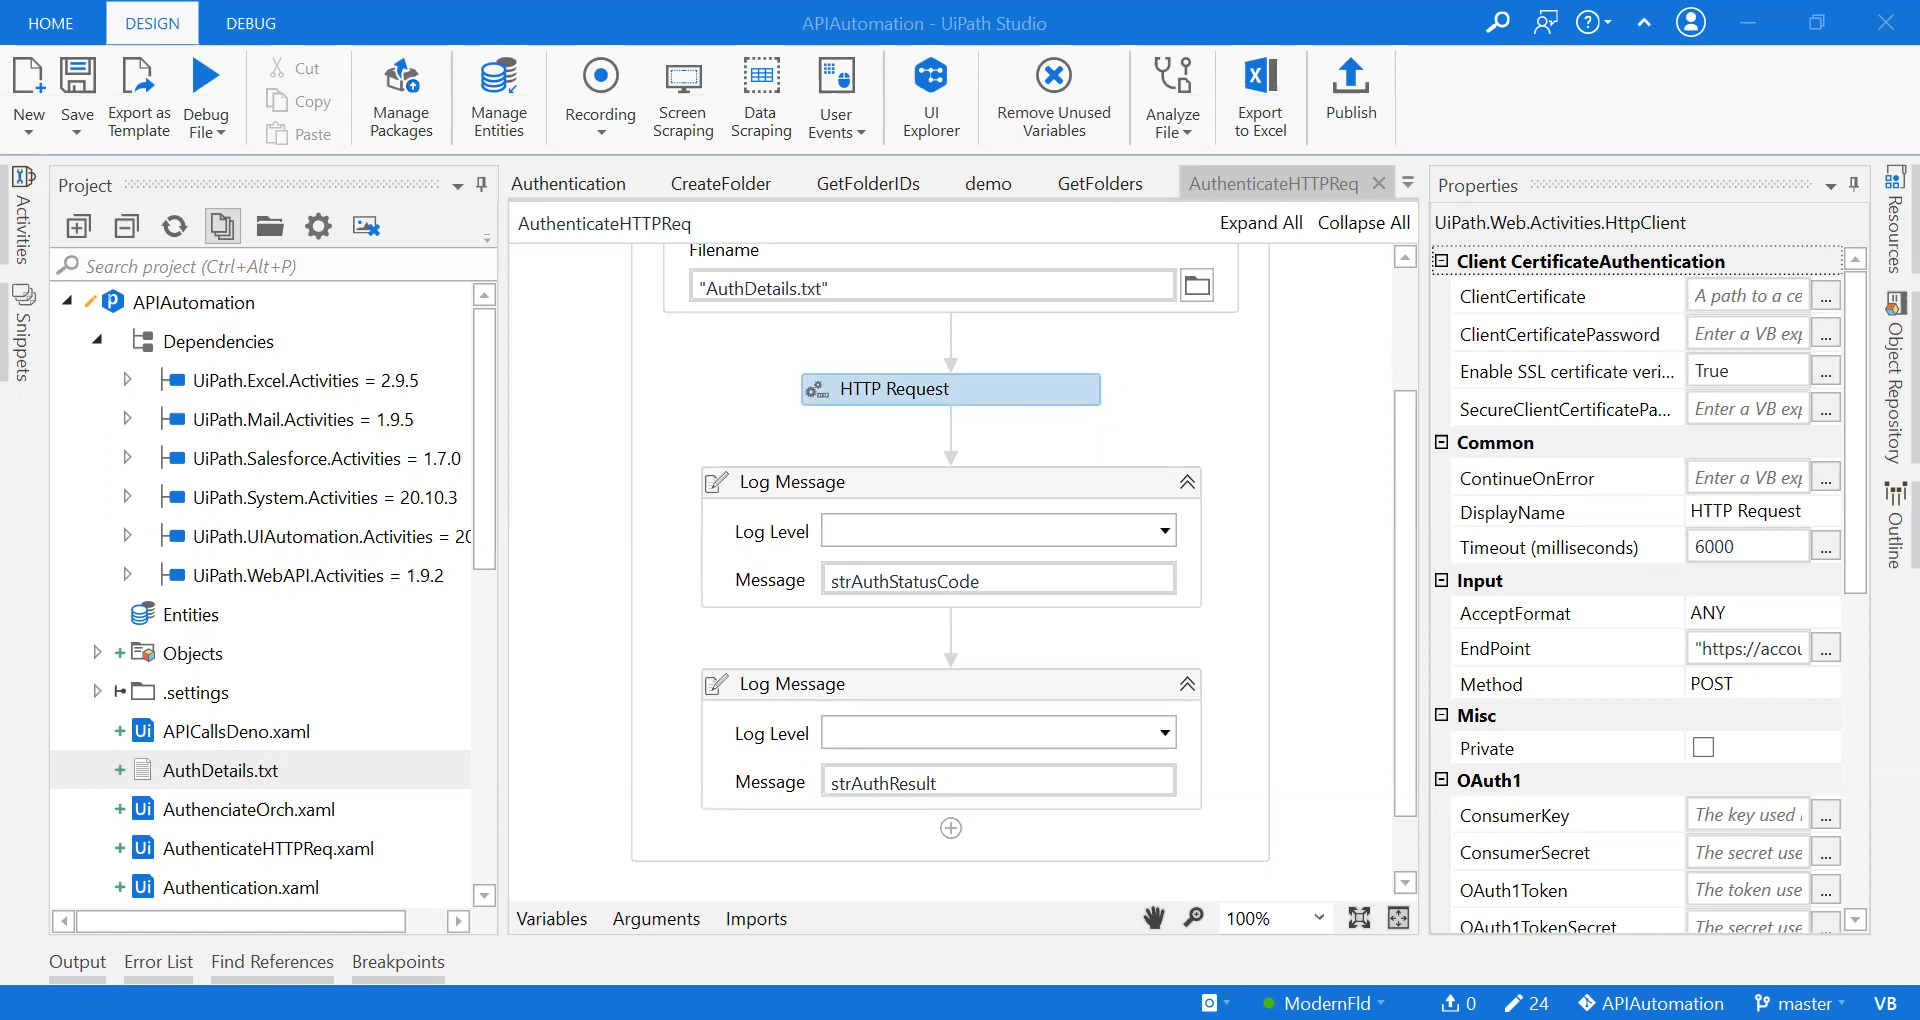 HOME DESIGN DEBUG APIAutomation - UiPath Studio
New
Save
Export as Template
Debug File
Cut
Copy
Paste
Manage Packages
Manage Entities
Recording
Screen Scraping
Data Scraping
User Events
UI Explorer
Remove Unused Variables
Analyze File
Export to Excel
Publish
Activities
Snippets
Project
Search project (Ctrl+Alt+P)
APIAutomation
Dependencies
UiPath.Excel.Activities = 2.9.5
UiPath.Mail.Activities = 1.9.5
UiPath.Salesforce.Activities = 1.7.0
UiPath.System.Activities = 20.10.3
UiPath.UIAutomation.Activities = 20
UiPath.WebAPI.Activities = 1.9.2
Entities
Objects
.settings
APICallsDeno.xaml
AuthDetails.txt
AuthenciateOrch.xaml
AuthenticateHTTPReq.xaml
Authentication.xaml
Authentication CreateFolder GetFolderIDs demo GetFolders AuthenticateHTTPReq
AuthenticateHTTPReq Expand All Collapse All
Filename
"AuthDetails.txt"
HTTP Request
Log Message
Log Level
Message strAuthStatusCode
Log Message
Log Level
Message strAuthResult
Variables Arguments Imports 100%
Properties
UiPath.Web.Activities.HttpClient
Client CertificateAuthentication
ClientCertificate A path to a ce ...
ClientCertificatePassword Enter a VB exp ...
Enable SSL certificate veri... True ...
SecureClientCertificatePa... Enter a VB exp ...
Common
ContinueOnError Enter a VB exp ...
DisplayName HTTP Request
Timeout (milliseconds) 6000 ...
Input
AcceptFormat ANY
EndPoint "https://accou ...
Method POST
Misc
Private
OAuth1
ConsumerKey The key used ...
ConsumerSecret The secret use ...
OAuth1Token The token use ...
OAuth1TokenSecret The secret use
Resources
Object Repository
Outline
Output Error List Find References Breakpoints
ModernFld 0 24 APIAutomation master VB